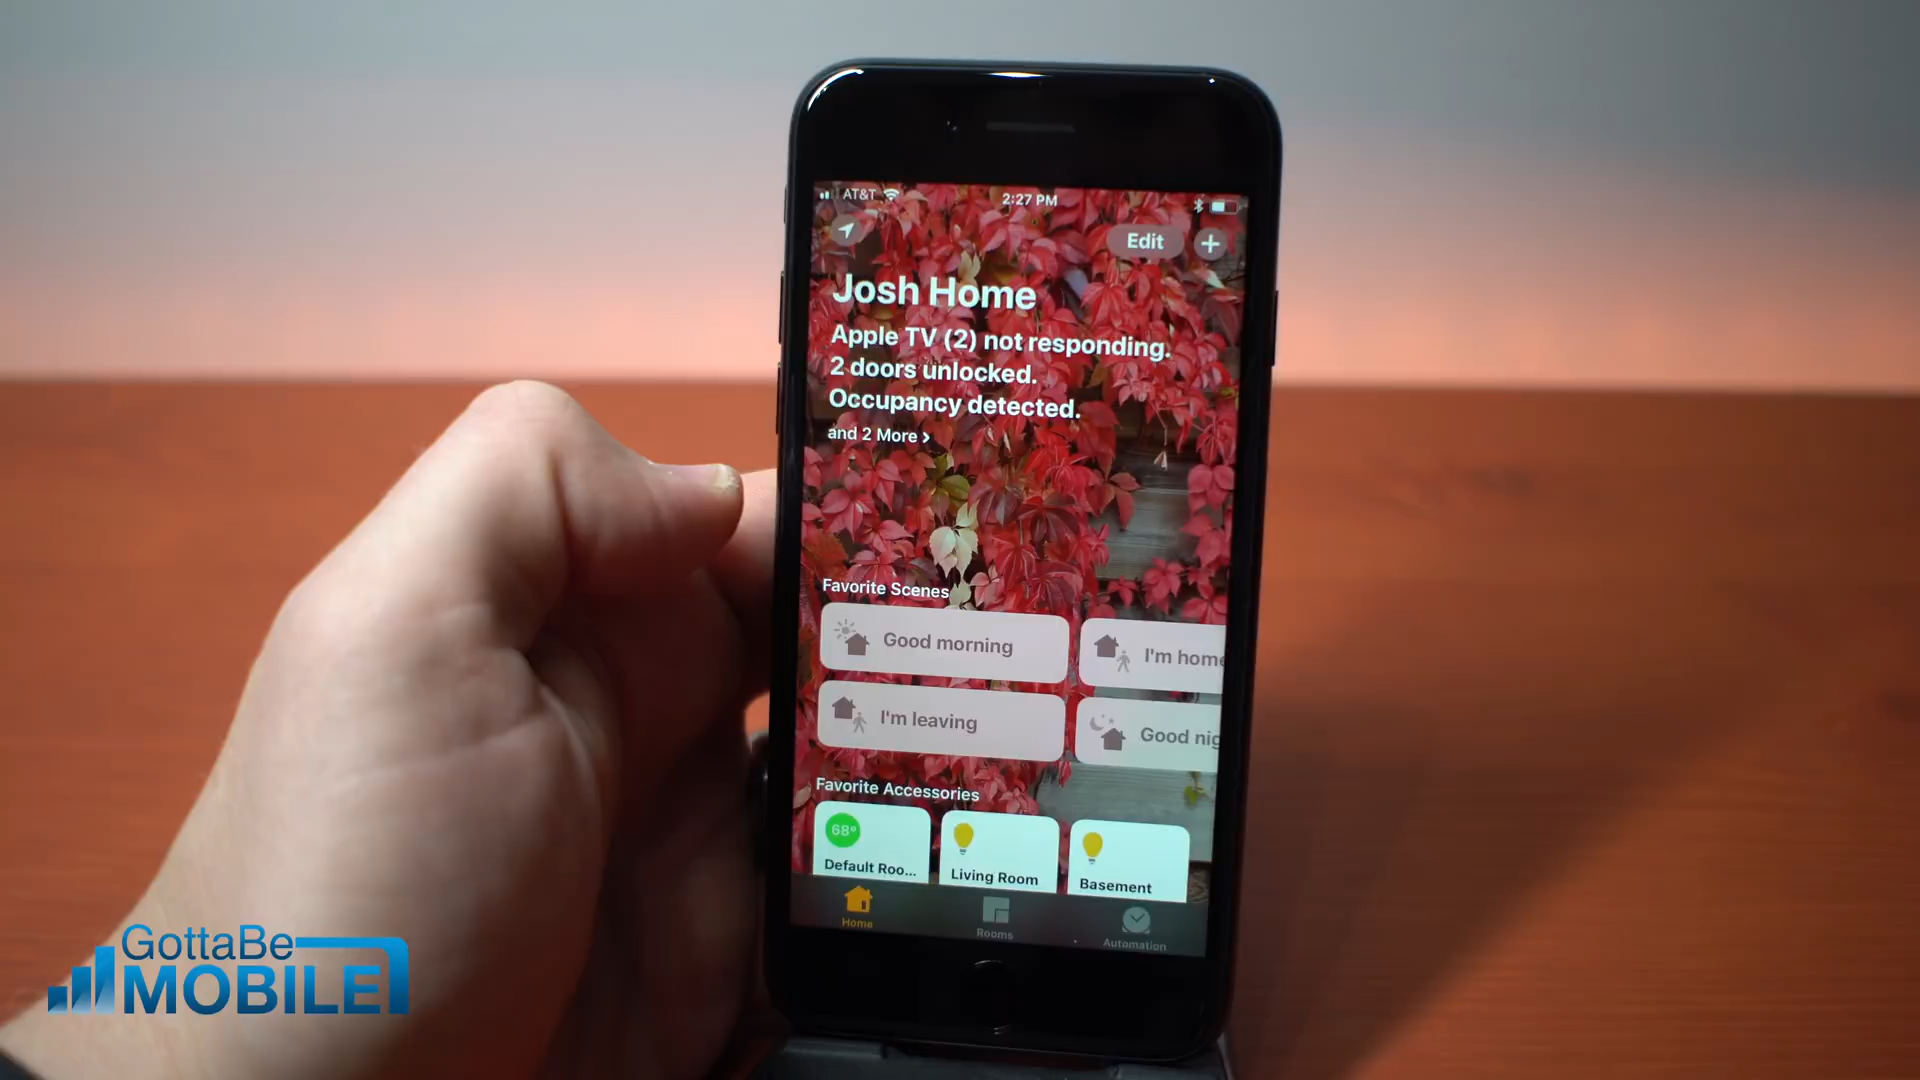 AT&T
2:27 PM
Edit
Josh Home
Apple TV (2) not responding.
2 doors unlocked.
Occupancy detected.
and 2 More ›
Favorite Scenes
Good morning
I'm home
I'm leaving
Good nig
Favorite Accessories
68°
Default Roo...
Living Room
Basement
Home
Rooms
Automation
GottaBe
MOBILE